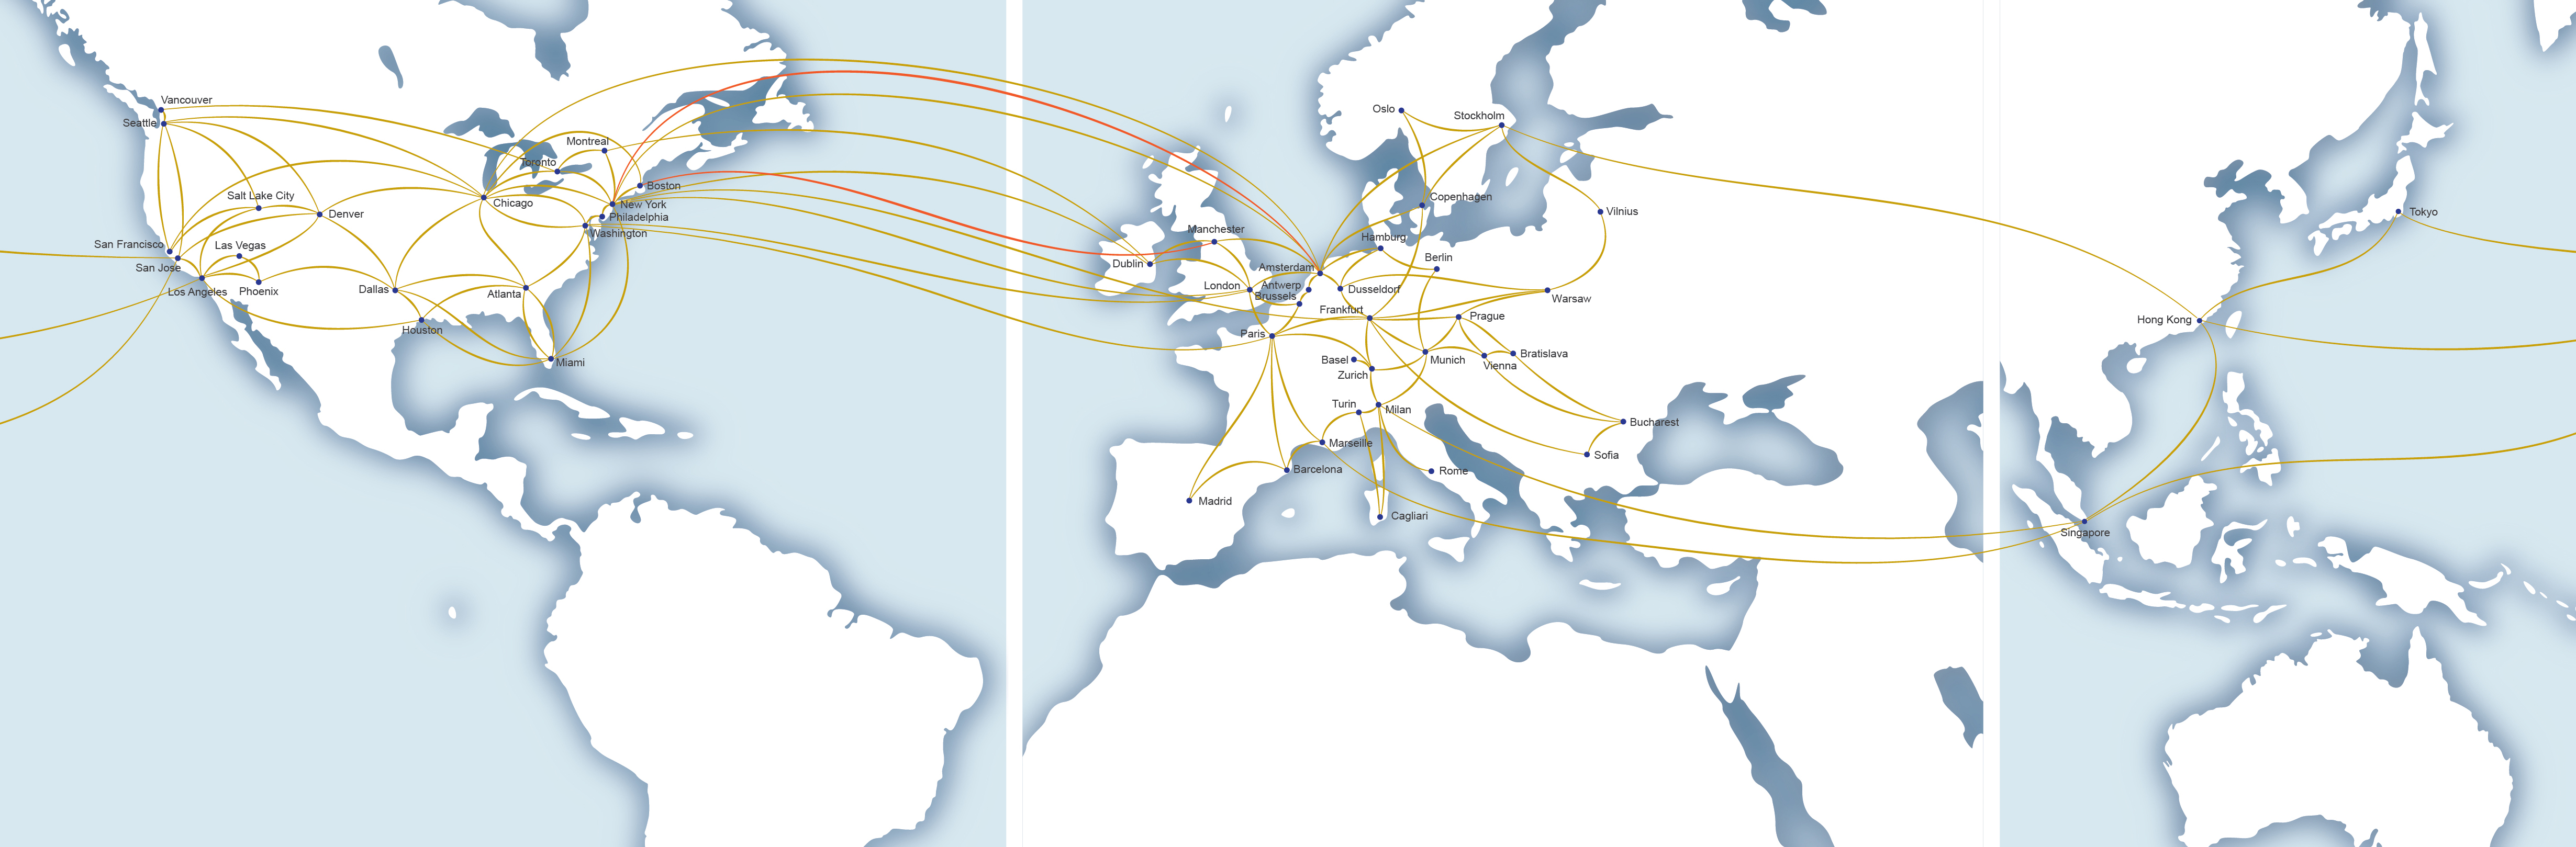 Vancouver
Seattle
Montreal
Toronto
Boston
Salt Lake City
Chicago
New York
Denver
Philadelphia
Washington
San Francisco
Las Vegas
San Jose
Los Angeles
Phoenix
Dallas
Atlanta
Houston
Miami
Oslo
Stockholm
Copenhagen
Vilnius
Manchester
Hamburg
Dublin
Berlin
Amsterdam
London
Antwerp
Dusseldorf
Brussels
Warsaw
Frankfurt
Prague
Paris
Basel
Munich
Bratislava
Vienna
Zurich
Turin
Milan
Bucharest
Marseille
Sofia
Barcelona
Rome
Madrid
Cagliari
Tokyo
Hong Kong
Singapore